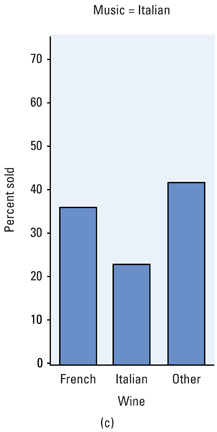 Music = Italian
Percent sold
70
60
50
40
30
20
10
0
French Italian Other
Wine
(c)